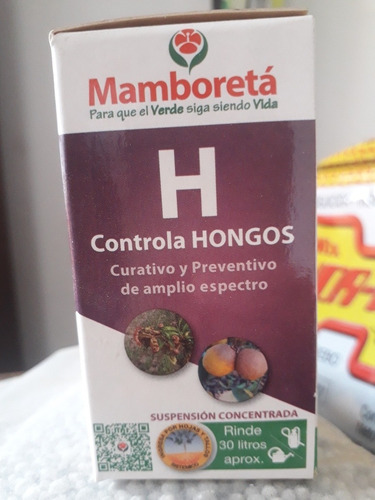 Mamboretá
Para que el Verde siga siendo Vida
H
Controla HONGOS
Curativo y Preventivo
de amplio espectro
SUSPENSIÓN CONCENTRADA
Rinde
30 litros
aprox.